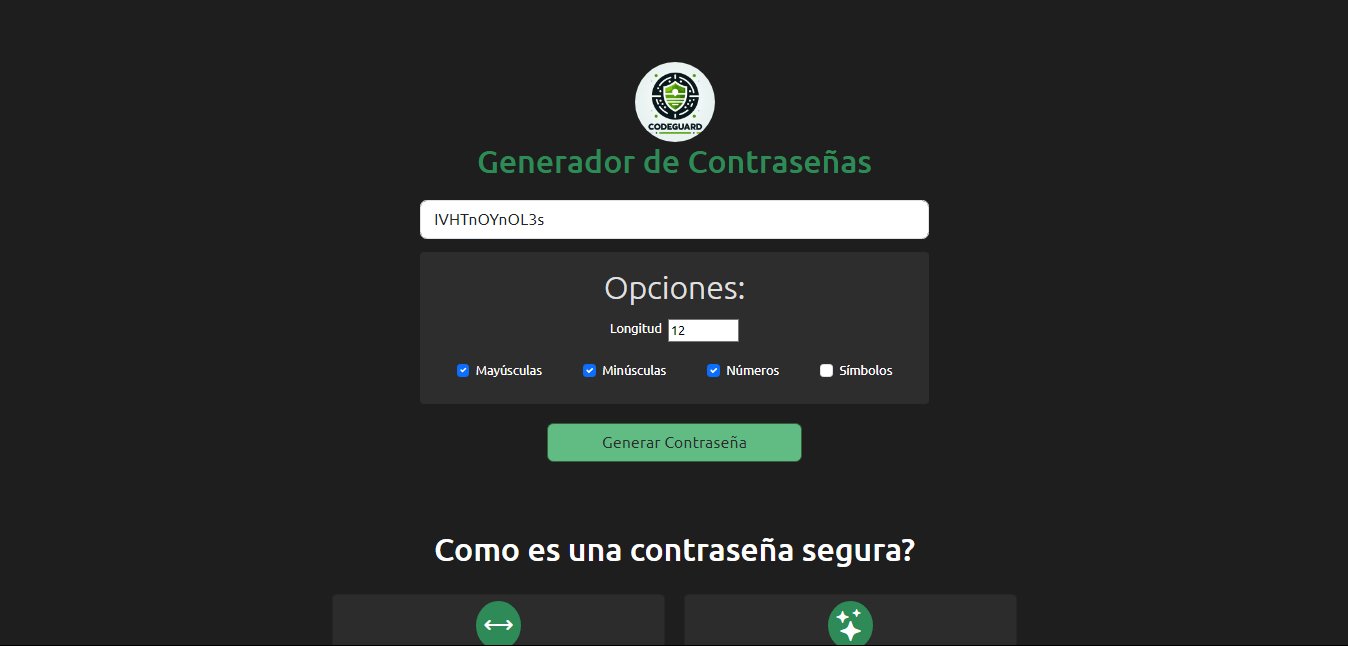 CODEGUARD
Generador de Contraseñas
IVHTnOYnOL3s
Opciones:
Longitud 12
Mayúsculas Minúsculas Números Símbolos
Generar Contraseña
Como es una contraseña segura?